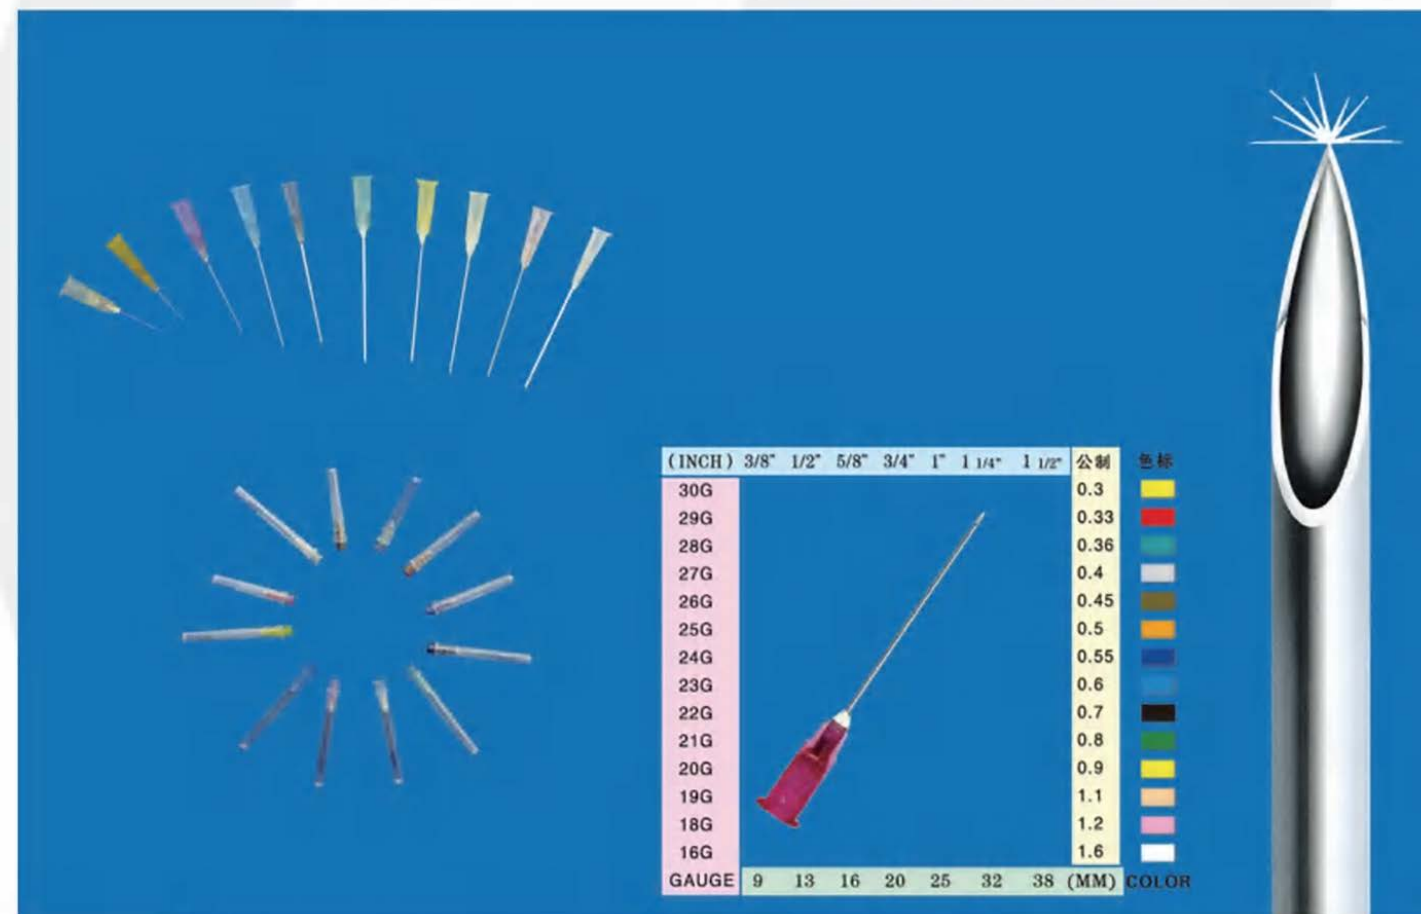 (INCH) 3/8" 1/2" 5/8" 3/4" 1" 1 1/4" 1 1/2" 公制 色标
30G 0.3
29G 0.33
28G 0.36
27G 0.4
26G 0.45
25G 0.5
24G 0.55
23G 0.6
22G 0.7
21G 0.8
20G 0.9
19G 1.1
18G 1.2
16G 1.6
GAUGE 9 13 16 20 25 32 38 (MM) COLOR